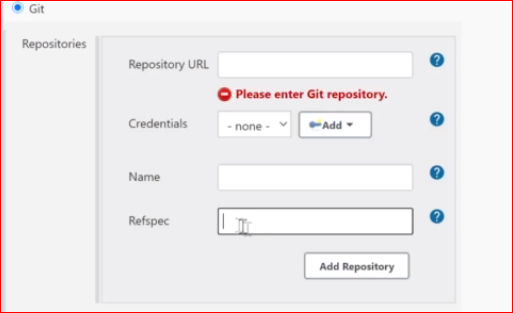 Git
Repositories
Repository URL
Please enter Git repository.
Credentials
- none -
Add
Name
Refspec
Add Repository